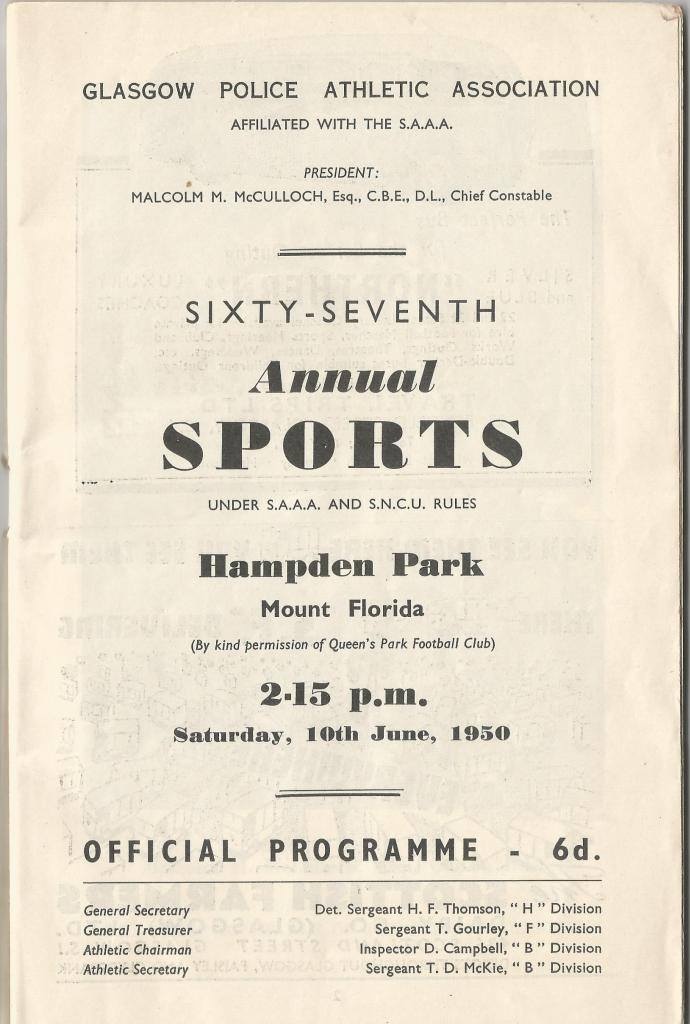 GLASGOW POLICE ATHLETIC ASSOCIATION
AFFILIATED WITH THE S.A.A.A.
PRESIDENT:
MALCOLM M. McCULLOCH, Esq., C.B.E., D.L., Chief Constable
SIXTY-SEVENTH
Annual
SPORTS
UNDER S.A.A.A. AND S.N.C.U. RULES
Hampden Park
Mount Florida
(By kind permission of Queen's Park Football Club)
2·15 p.m.
Saturday, 10th June, 1950
OFFICIAL PROGRAMME - 6d.
General Secretary Det. Sergeant H. F. Thomson, "H" Division
General Treasurer Sergeant T. Gourley, "F" Division
Athletic Chairman Inspector D. Campbell, "B" Division
Athletic Secretary Sergeant T. D. McKie, "B" Division